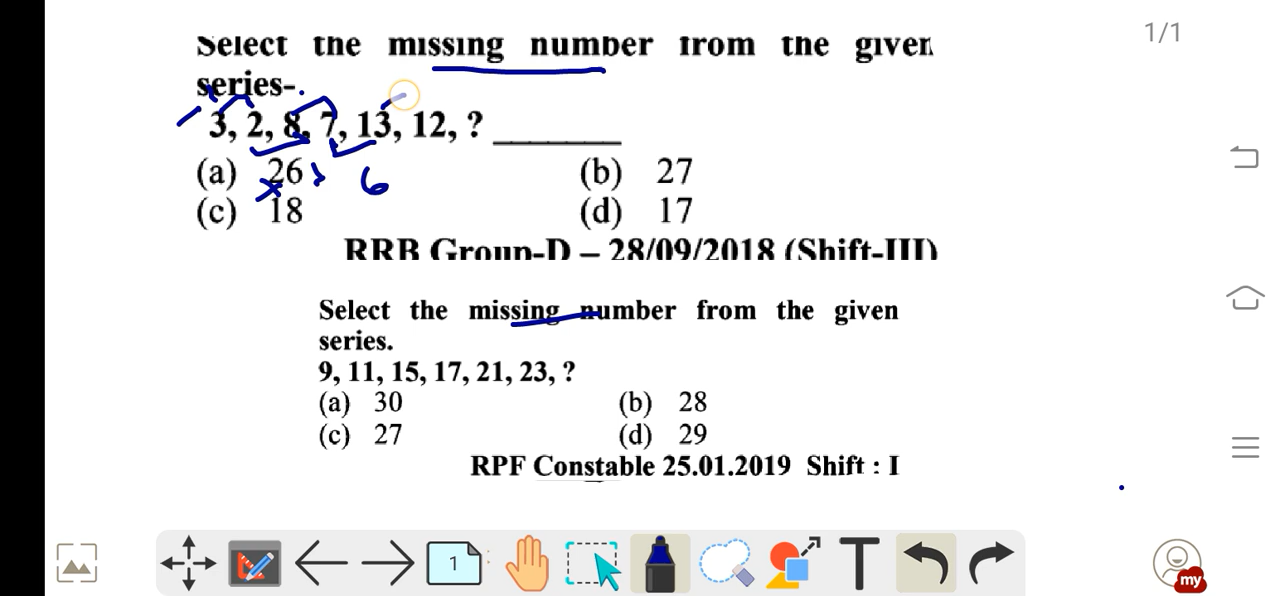 1/1
Select the missing number from the given
series-
3, 2, 8, 7, 13, 12, ? _______
6
(a) 26 (b) 27
(c) 18 (d) 17
RRB Group-D – 28/09/2018 (Shift-III)
Select the missing number from the given
series.
9, 11, 15, 17, 21, 23, ?
(a) 30 (b) 28
(c) 27 (d) 29
RPF Constable 25.01.2019 Shift : I
1
T
my